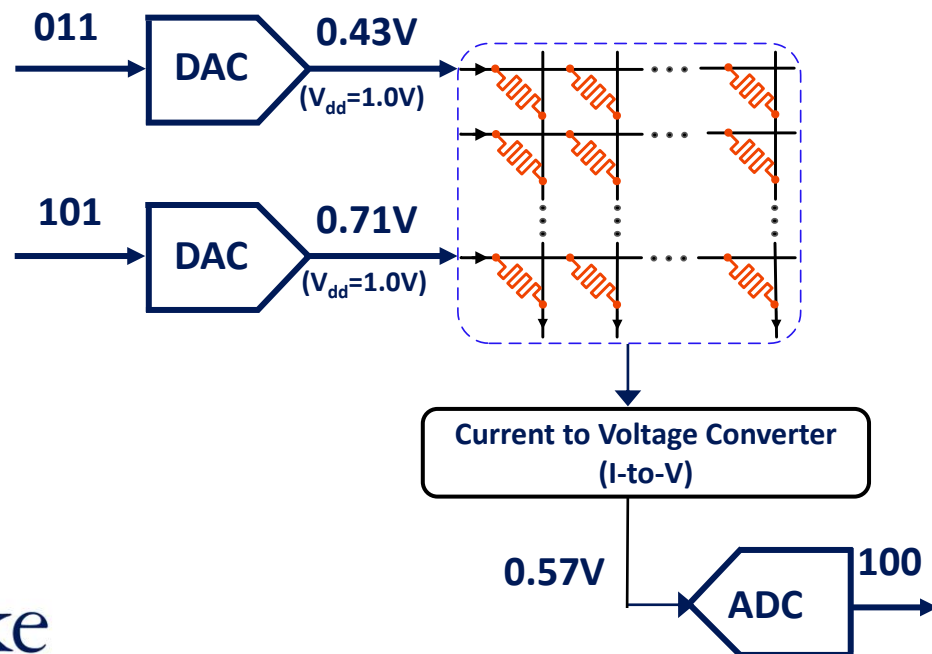 011
DAC
0.43V
(Vdd=1.0V)
101
DAC
0.71V
(Vdd=1.0V)
Current to Voltage Converter
(I-to-V)
0.57V
ADC
100